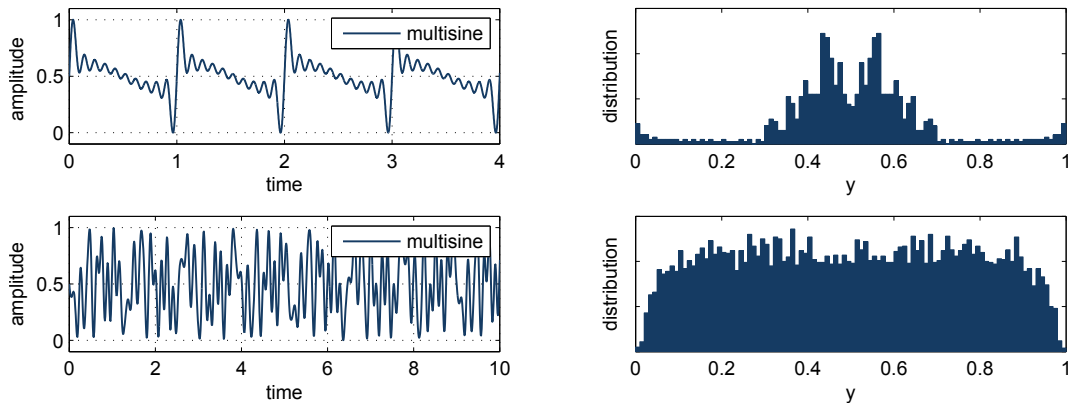 amplitude
1
0.5
0
multisine
0 1 2 3 4
time
distribution
0 0.2 0.4 0.6 0.8 1
y
amplitude
1
0.5
0
multisine
0 2 4 6 8 10
time
distribution
0 0.2 0.4 0.6 0.8 1
y